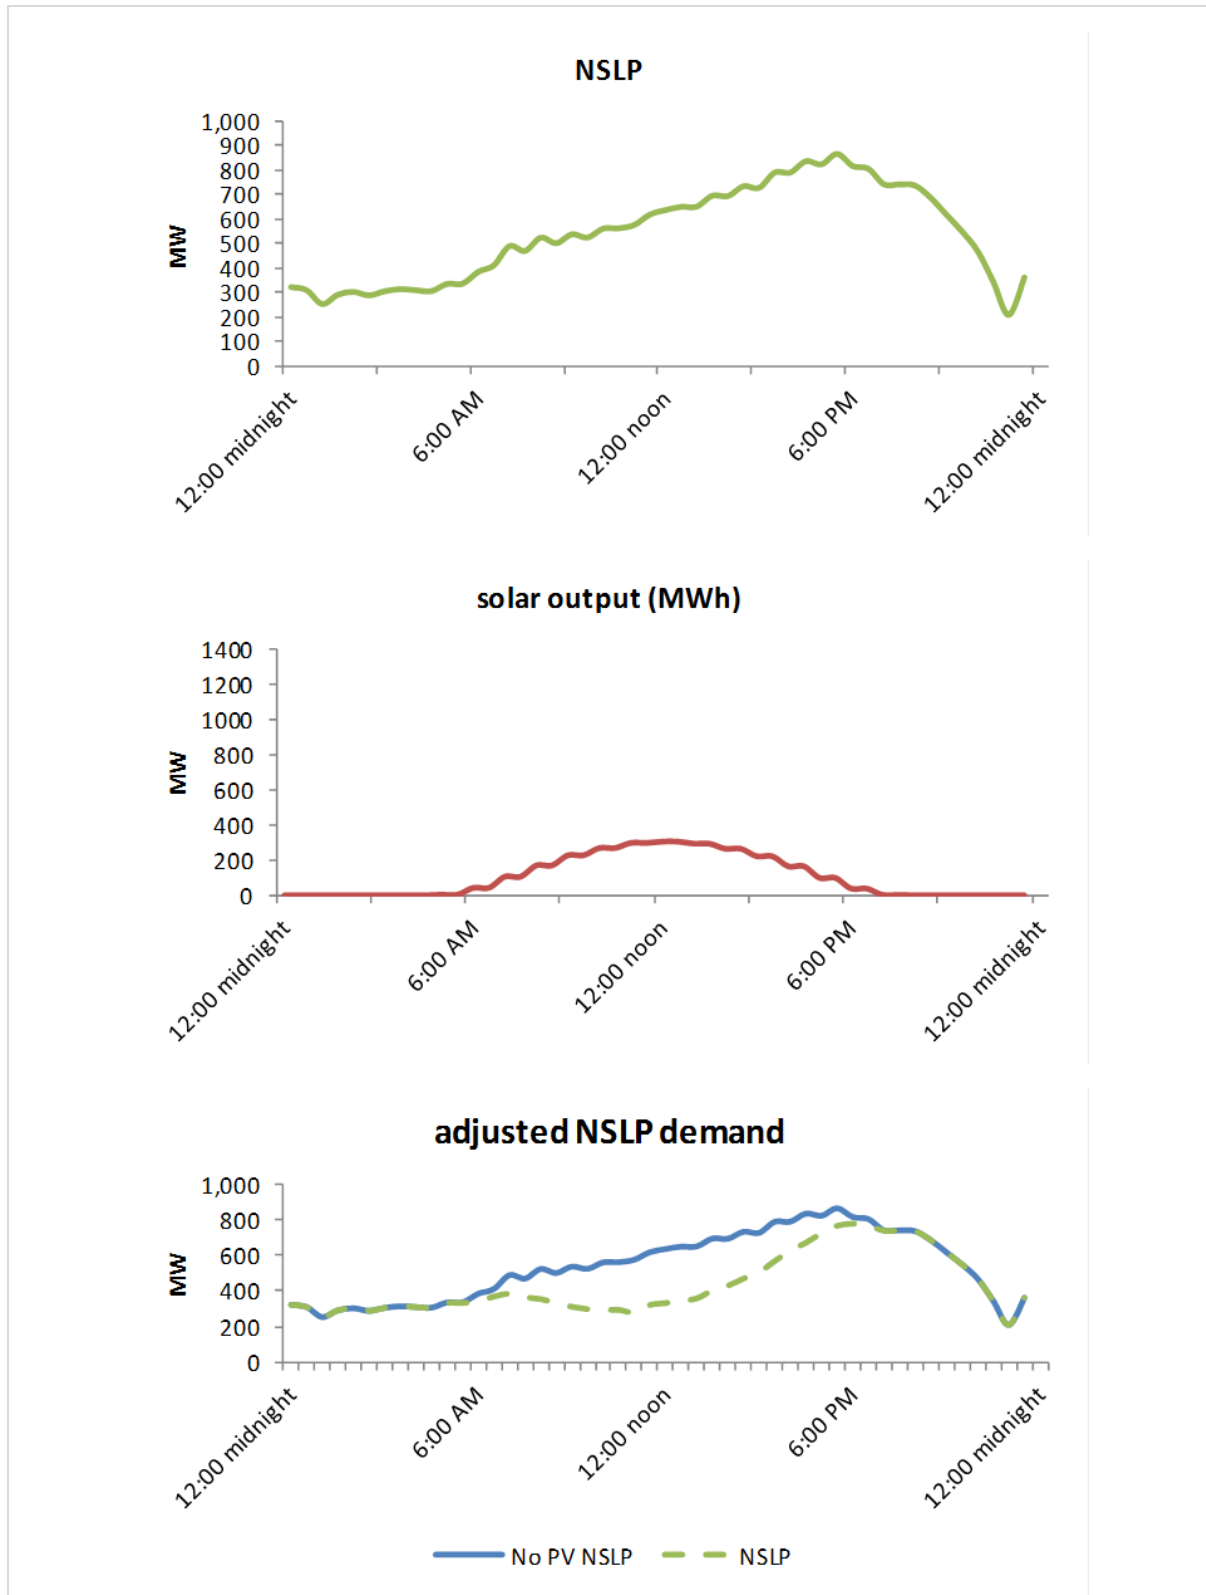 NSLP
1,000
900
800
700
600
500
400
300
200
100
0
MW
12:00 midnight
6:00 AM
12:00 noon
6:00 PM
12:00 midnight
solar output (MWh)
1400
1200
1000
800
600
400
200
0
MW
12:00 midnight
6:00 AM
12:00 noon
6:00 PM
12:00 midnight
adjusted NSLP demand
1,000
800
600
400
200
0
MW
12:00 midnight
6:00 AM
12:00 noon
6:00 PM
12:00 midnight
No PV NSLP
NSLP